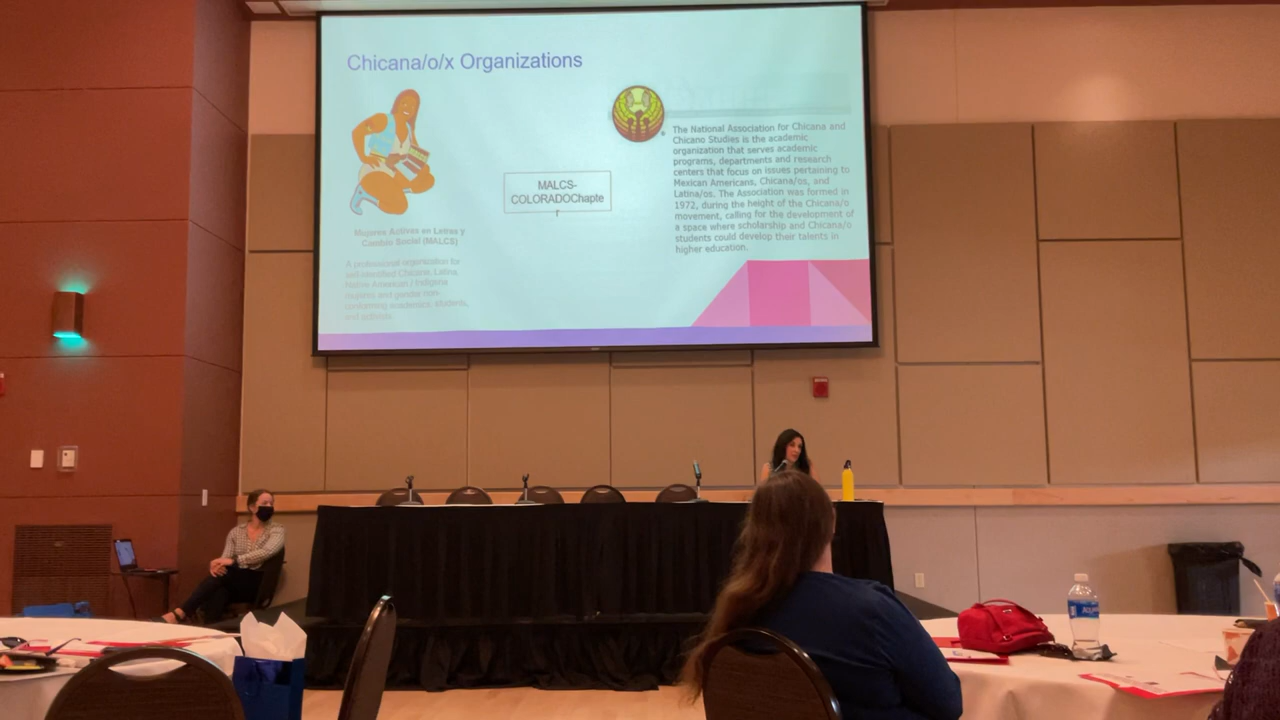 Chicana/o/x Organizations
Mujeres Activas en Letras y
Cambio Social (MALCS)
A professional organization for
self-identified Chicana, Latina,
Native American / Indígena
mujeres and gender non-
conforming academics, students,
and activists.
MALCS-
COLORADOChapte
r
The National Association for Chicana and
Chicano Studies is the academic
organization that serves academic
programs, departments and research
centers that focus on issues pertaining to
Mexican Americans, Chicana/os, and
Latina/os. The Association was formed in
1972, during the height of the Chicana/o
movement, calling for the development of
a space where scholarship and Chicana/o
students could develop their talents in
higher education.